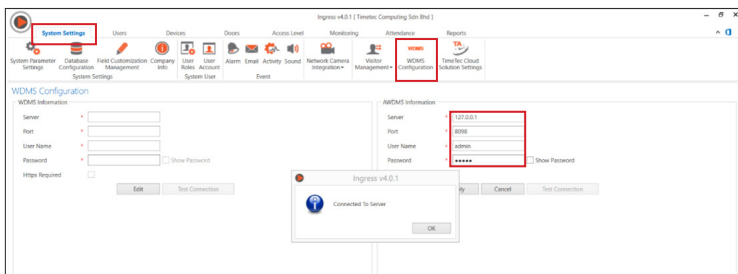 Ingress v4.0.1 [ Timetec Computing Sdn Bhd ]
System Settings Users Devices Doors Access Level Monitoring Attendance Reports
System Parameter Settings Database Configuration Field Customization Management Company Info User Roles User Account Alarm Email Activity Sound Network Camera Integration Visitor Management WDMS Configuration TimeTec Cloud Solution Settings
WDMS TA
System Settings System User Event
WDMS Configuration
WDMS Information AWDMS Information
Server * Server * 127.0.0.1
Port * Port * 8098
User Name * User Name * admin
Password * Show Password Password * ●●●●● Show Password
Https Required
Edit Test Connection Cancel Test Connection
Ingress v4.0.1
Connected To Server
OK